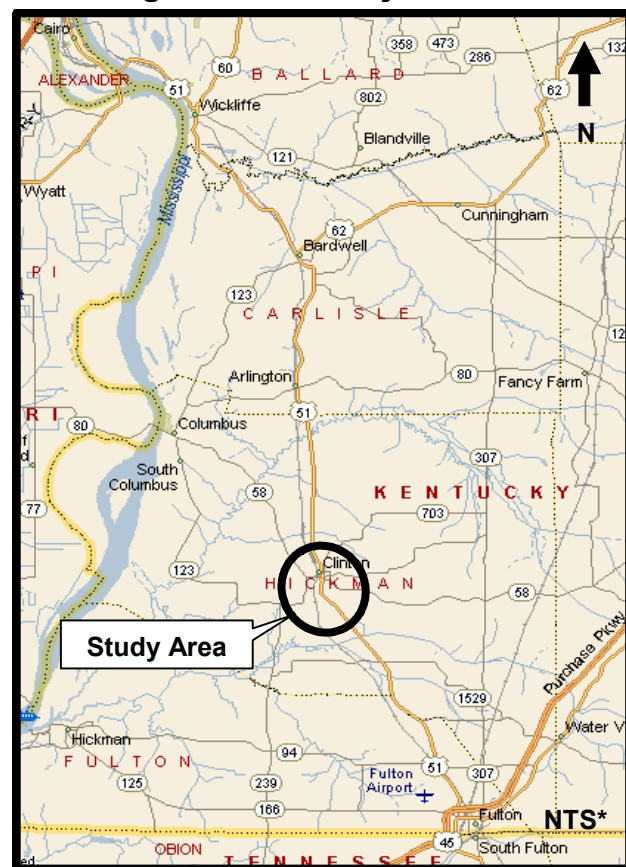 Cairo
358
473
132
286
60
BALLARD
ALEXANDER
51
62
N
802
Wickliffe
Blandville
121
Mississippi
Wyatt
Cunningham
62
Bardwell
PI
123
CARLISLE
12
Arlington
80
Fancy Farm
51
RI
80
Columbus
307
South
Columbus
58
KENTUCKY
77
703
Clinton
123
HICKMAN
58
Study Area
Purchase Pkwy
1529
Water V
Hickman
94
FULTON
51
307
125
239
Fulton
Airport
166
Fulton
NTS*
45
South Fulton
OBION
TENNESSEE
ed